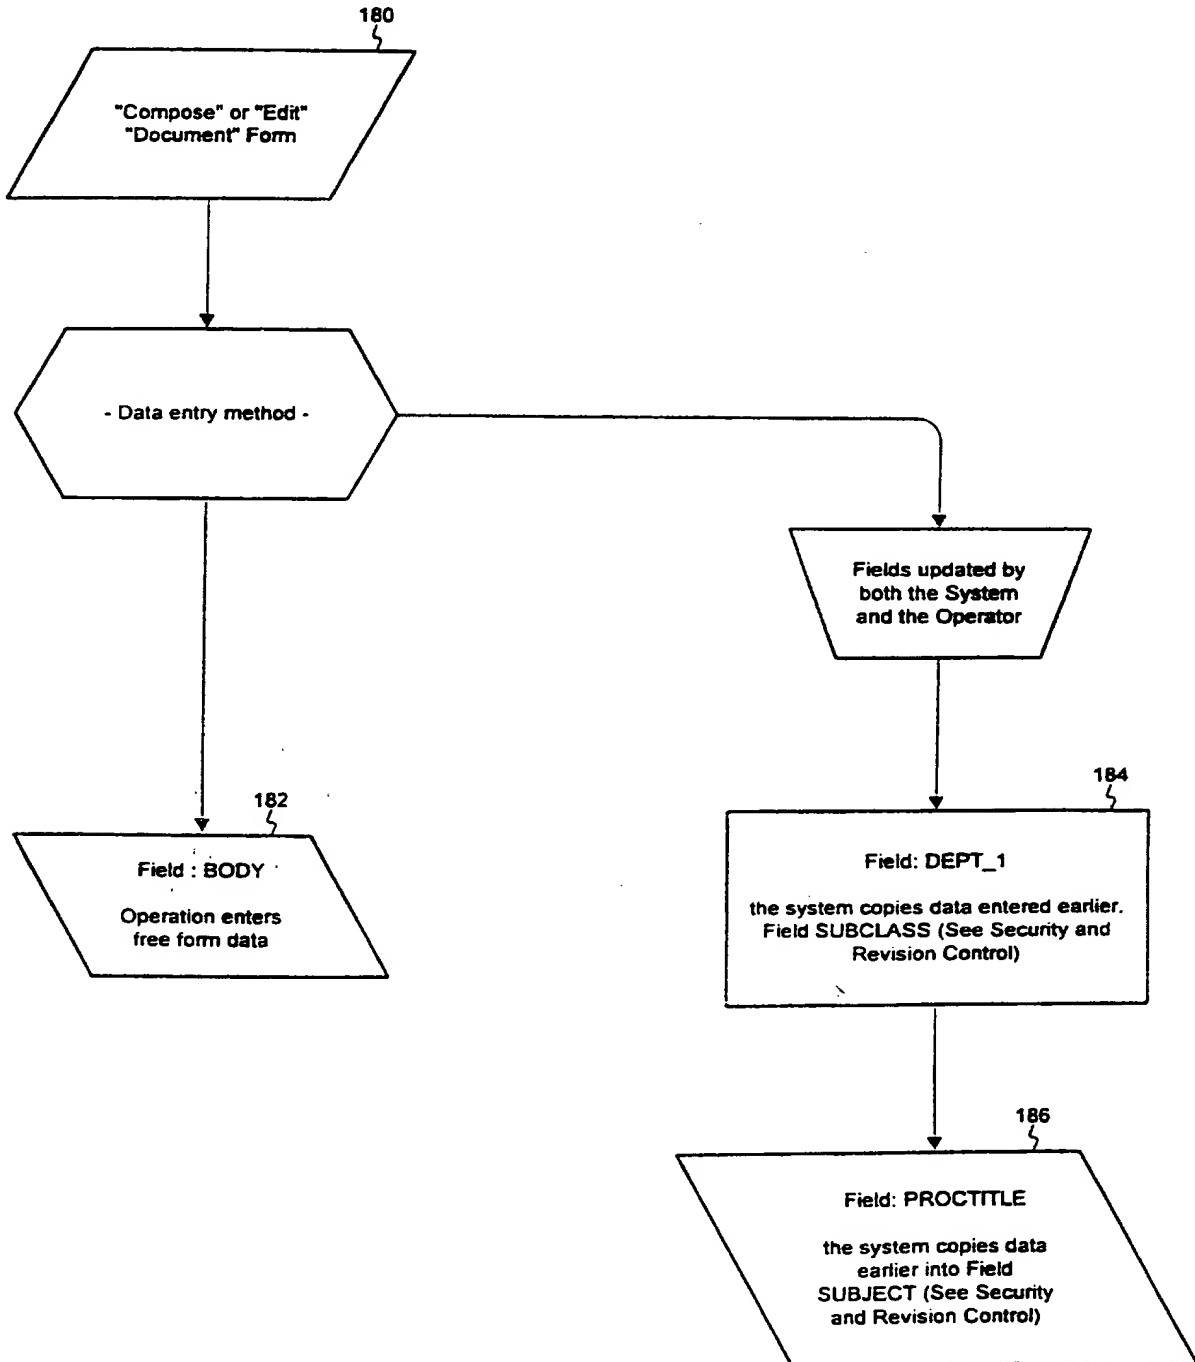 180
"Compose" or "Edit"
"Document" Form
- Data entry method -
Fields updated by
both the System
and the Operator
182
Field : BODY
Operation enters
free form data
184
Field: DEPT_1
the system copies data entered earlier.
Field SUBCLASS (See Security and
Revision Control)
186
Field: PROCTITLE
the system copies data
earlier into Field
SUBJECT (See Security
and Revision Control)